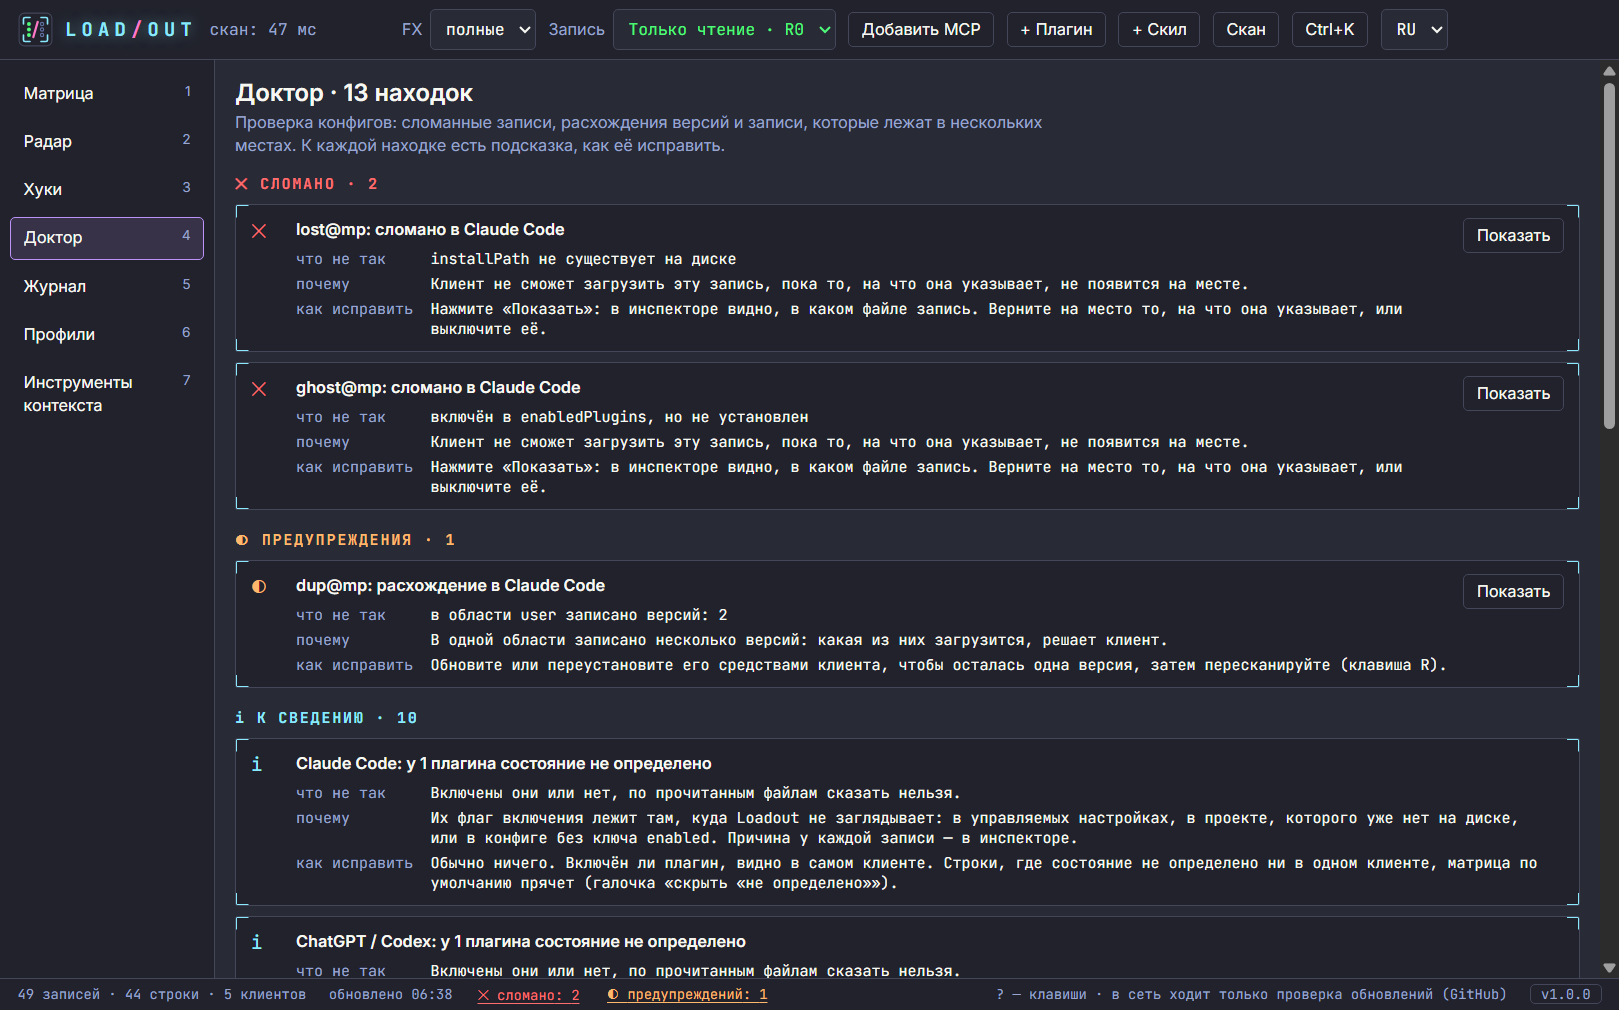 LOAD/OUT скан: 47 мс FX полные Запись Только чтение · R0 Добавить MCP + Плагин + Скил Скан Ctrl+K RU
Матрица 1
Радар 2
Хуки 3
Доктор 4
Журнал 5
Профили 6
Инструменты контекста 7
Доктор · 13 находок
Проверка конфигов: сломанные записи, расхождения версий и записи, которые лежат в нескольких
местах. К каждой находке есть подсказка, как её исправить.
СЛОМАНО · 2
lost@mp: сломано в Claude Code Показать
что не так installPath не существует на диске
почему Клиент не сможет загрузить эту запись, пока то, на что она указывает, не появится на месте.
как исправить Нажмите «Показать»: в инспекторе видно, в каком файле запись. Верните на место то, на что она указывает, или
выключите её.
ghost@mp: сломано в Claude Code Показать
что не так включён в enabledPlugins, но не установлен
почему Клиент не сможет загрузить эту запись, пока то, на что она указывает, не появится на месте.
как исправить Нажмите «Показать»: в инспекторе видно, в каком файле запись. Верните на место то, на что она указывает, или
выключите её.
ПРЕДУПРЕЖДЕНИЯ · 1
dup@mp: расхождение в Claude Code Показать
что не так в области user записано версий: 2
почему В одной области записано несколько версий: какая из них загрузится, решает клиент.
как исправить Обновите или переустановите его средствами клиента, чтобы осталась одна версия, затем пересканируйте (клавиша R).
i К СВЕДЕНИЮ · 10
i Claude Code: у 1 плагина состояние не определено
что не так Включены они или нет, по прочитанным файлам сказать нельзя.
почему Их флаг включения лежит там, куда Loadout не заглядывает: в управляемых настройках, в проекте, которого уже нет на диске,
или в конфиге без ключа enabled. Причина у каждой записи — в инспекторе.
как исправить Обычно ничего. Включён ли плагин, видно в самом клиенте. Строки, где состояние не определено ни в одном клиенте, матрица по
умолчанию прячет (галочка «скрыть «не определено»»).
i ChatGPT / Codex: у 1 плагина состояние не определено
что не так Включены они или нет, по прочитанным файлам сказать нельзя.
49 записей · 44 строки · 5 клиентов обновлено 06:38 сломано: 2 предупреждений: 1 ? — клавиши · в сеть ходит только проверка обновлений (GitHub) v1.0.0